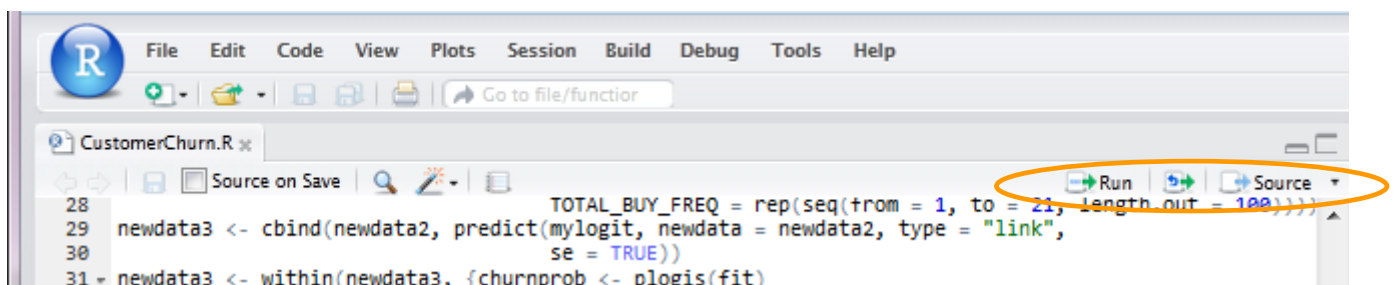 R File Edit Code View Plots Session Build Debug Tools Help
Go to file/function
CustomerChurn.R
Source on Save Run Source
28 TOTAL_BUY_FREQ = rep(seq(from = 1, to = 21, length.out = 100))))
29 newdata3 <- cbind(newdata2, predict(mylogit, newdata = newdata2, type = "link",
30 se = TRUE))
31 newdata3 <- within(newdata3, {churnprob <- plogis(fit)